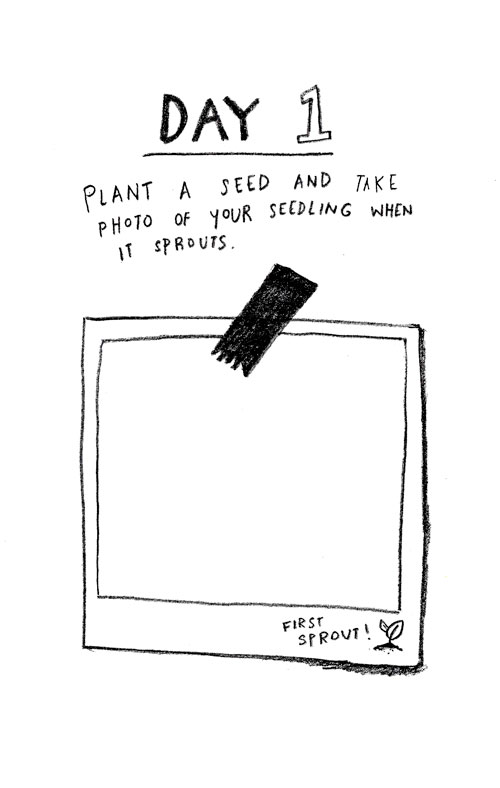 DAY 1
PLANT A SEED AND TAKE
PHOTO OF YOUR SEEDLING WHEN
IT SPROUTS.
FIRST
SPROUT!